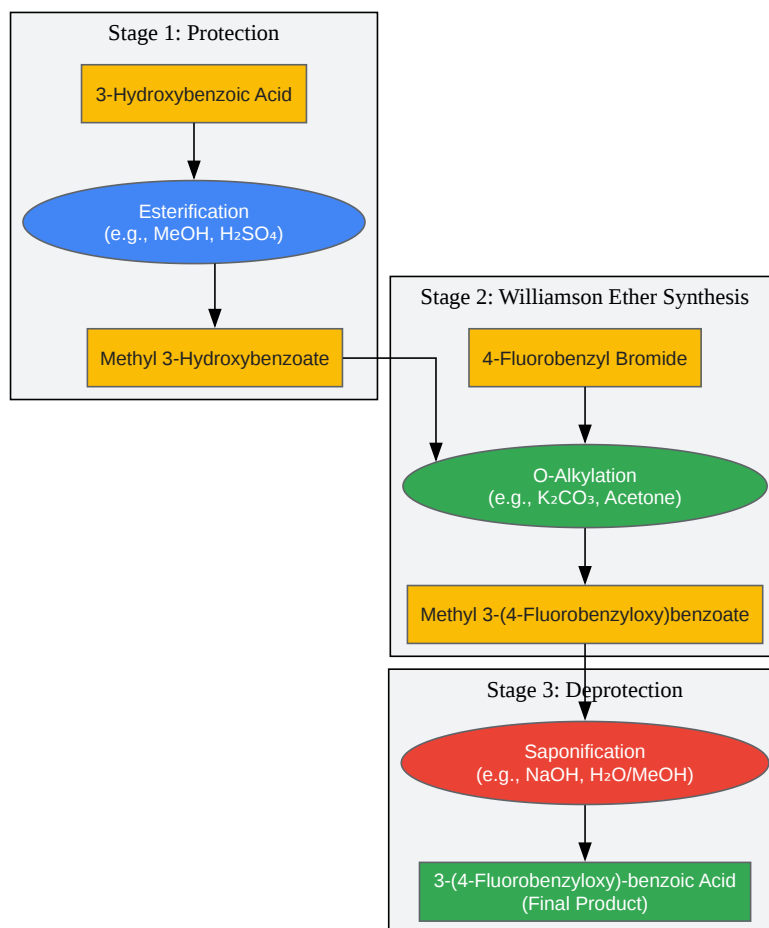 Stage 1: Protection
3-Hydroxybenzoic Acid
Esterification
(e.g., MeOH, H₂SO₄)
Methyl 3-Hydroxybenzoate
Stage 2: Williamson Ether Synthesis
4-Fluorobenzyl Bromide
O-Alkylation
(e.g., K₂CO₃, Acetone)
Methyl 3-(4-Fluorobenzyloxy)benzoate
Stage 3: Deprotection
Saponification
(e.g., NaOH, H₂O/MeOH)
3-(4-Fluorobenzyloxy)-benzoic Acid
(Final Product)